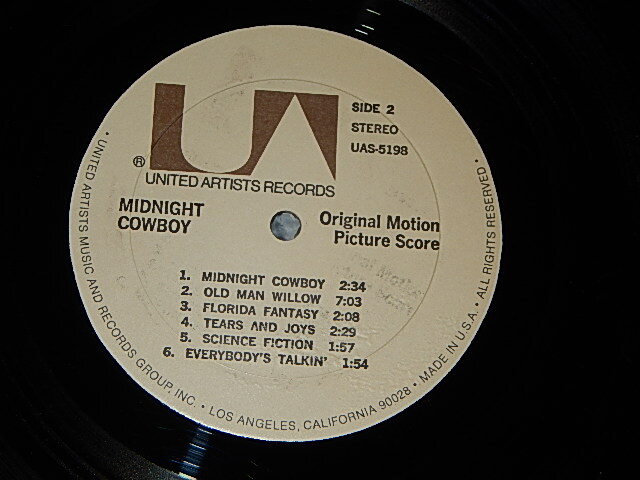 UA
SIDE 2
STEREO
UAS-5198
®
UNITED ARTISTS RECORDS
MIDNIGHT
COWBOY
Original Motion
Picture Score
1. MIDNIGHT COWBOY 2:34
2. OLD MAN WILLOW 7:03
3. FLORIDA FANTASY 2:08
4. TEARS AND JOYS 2:29
5. SCIENCE FICTION 1:57
6. EVERYBODY'S TALKIN' 1:54
• UNITED ARTISTS MUSIC AND RECORDS GROUP, INC. • LOS ANGELES, CALIFORNIA 90028 • MADE IN U.S.A. • ALL RIGHTS RESERVED •